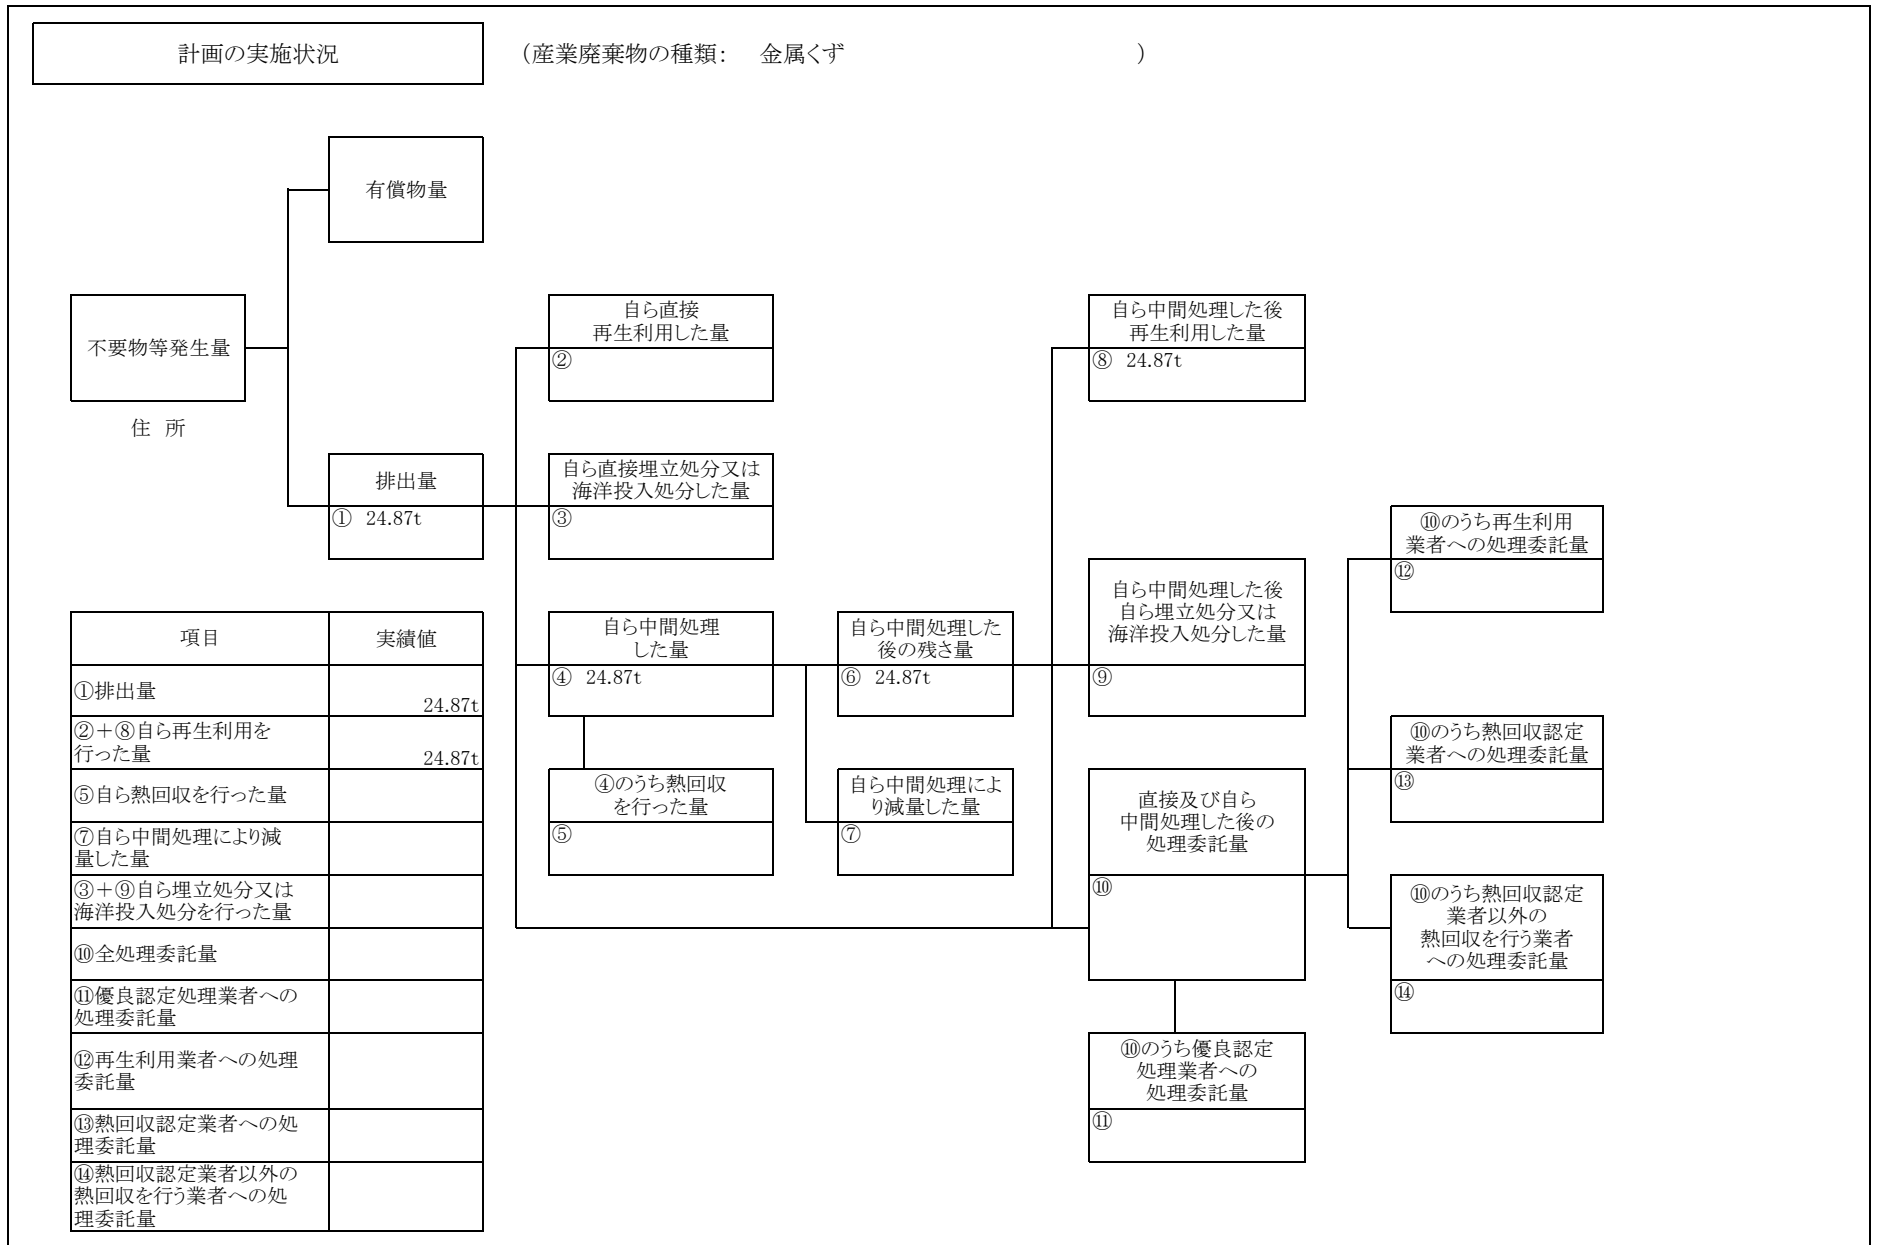 計画の実施状況
（産業廃棄物の種類： 金属くず ）
有償物量
不要物等発生量
住 所
排出量
① 24.87t
自ら直接
再生利用した量
②
自ら直接埋立処分又は
海洋投入処分した量
③
自ら中間処理
した量
④ 24.87t
④のうち熱回収
を行った量
⑤
自ら中間処理した
後の残さ量
⑥ 24.87t
自ら中間処理によ
り減量した量
⑦
自ら中間処理した後
再生利用した量
⑧ 24.87t
自ら中間処理した後
自ら埋立処分又は
海洋投入処分した量
⑨
直接及び自ら
中間処理した後の
処理委託量
⑩
⑩のうち優良認定
処理業者への
処理委託量
⑪
⑩のうち再生利用
業者への処理委託量
⑫
⑩のうち熱回収認定
業者への処理委託量
⑬
⑩のうち熱回収認定
業者以外の
熱回収を行う業者
への処理委託量
⑭
項目 実績値
①排出量
24.87t
②＋⑧自ら再生利用を
行った量
24.87t
⑤自ら熱回収を行った量
⑦自ら中間処理により減
量した量
③＋⑨自ら埋立処分又は
海洋投入処分を行った量
⑩全処理委託量
⑪優良認定処理業者への
処理委託量
⑫再生利用業者への処理
委託量
⑬熱回収認定業者への処
理委託量
⑭熱回収認定業者以外の
熱回収を行う業者への処
理委託量